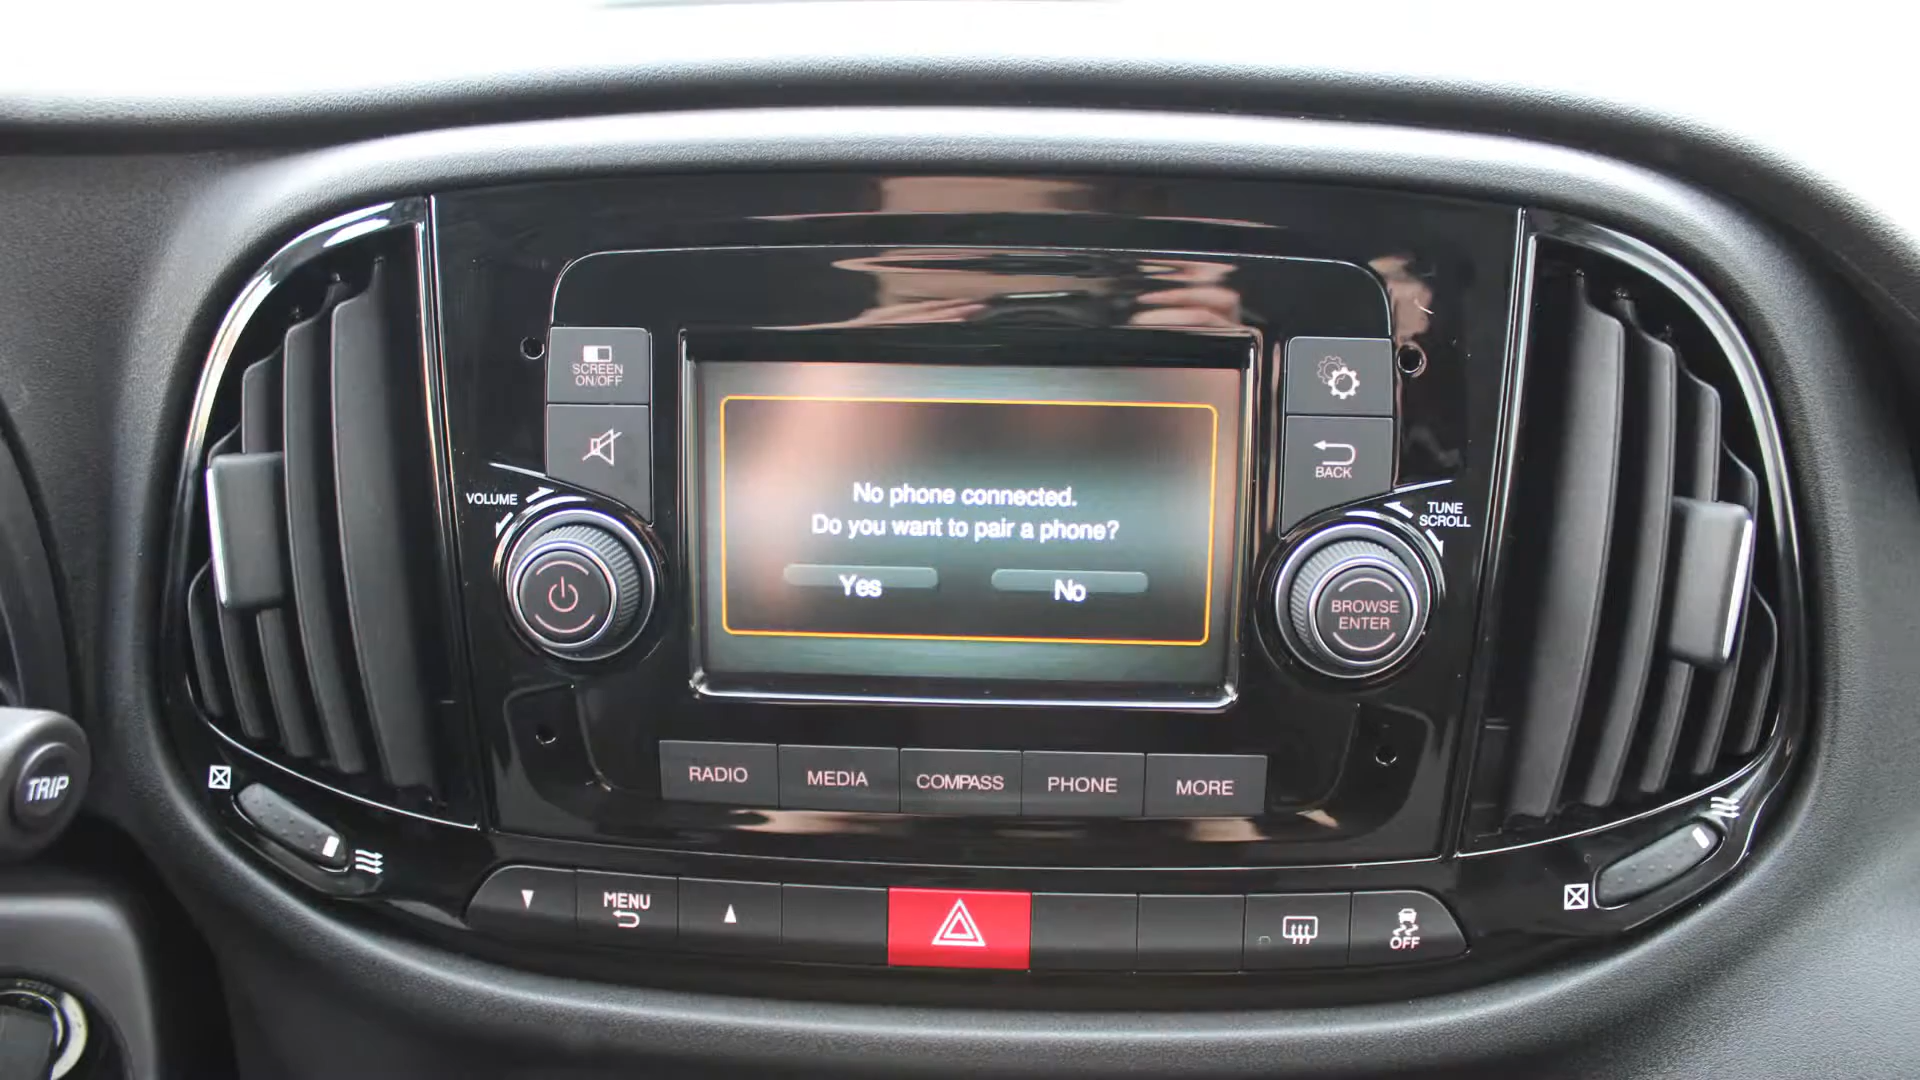 SCREEN
ON/OFF
VOLUME
BACK
TUNE
SCROLL
No phone connected.
Do you want to pair a phone?
Yes
No
BROWSE
ENTER
RADIO
MEDIA
COMPASS
PHONE
MORE
TRIP
MENU
OFF